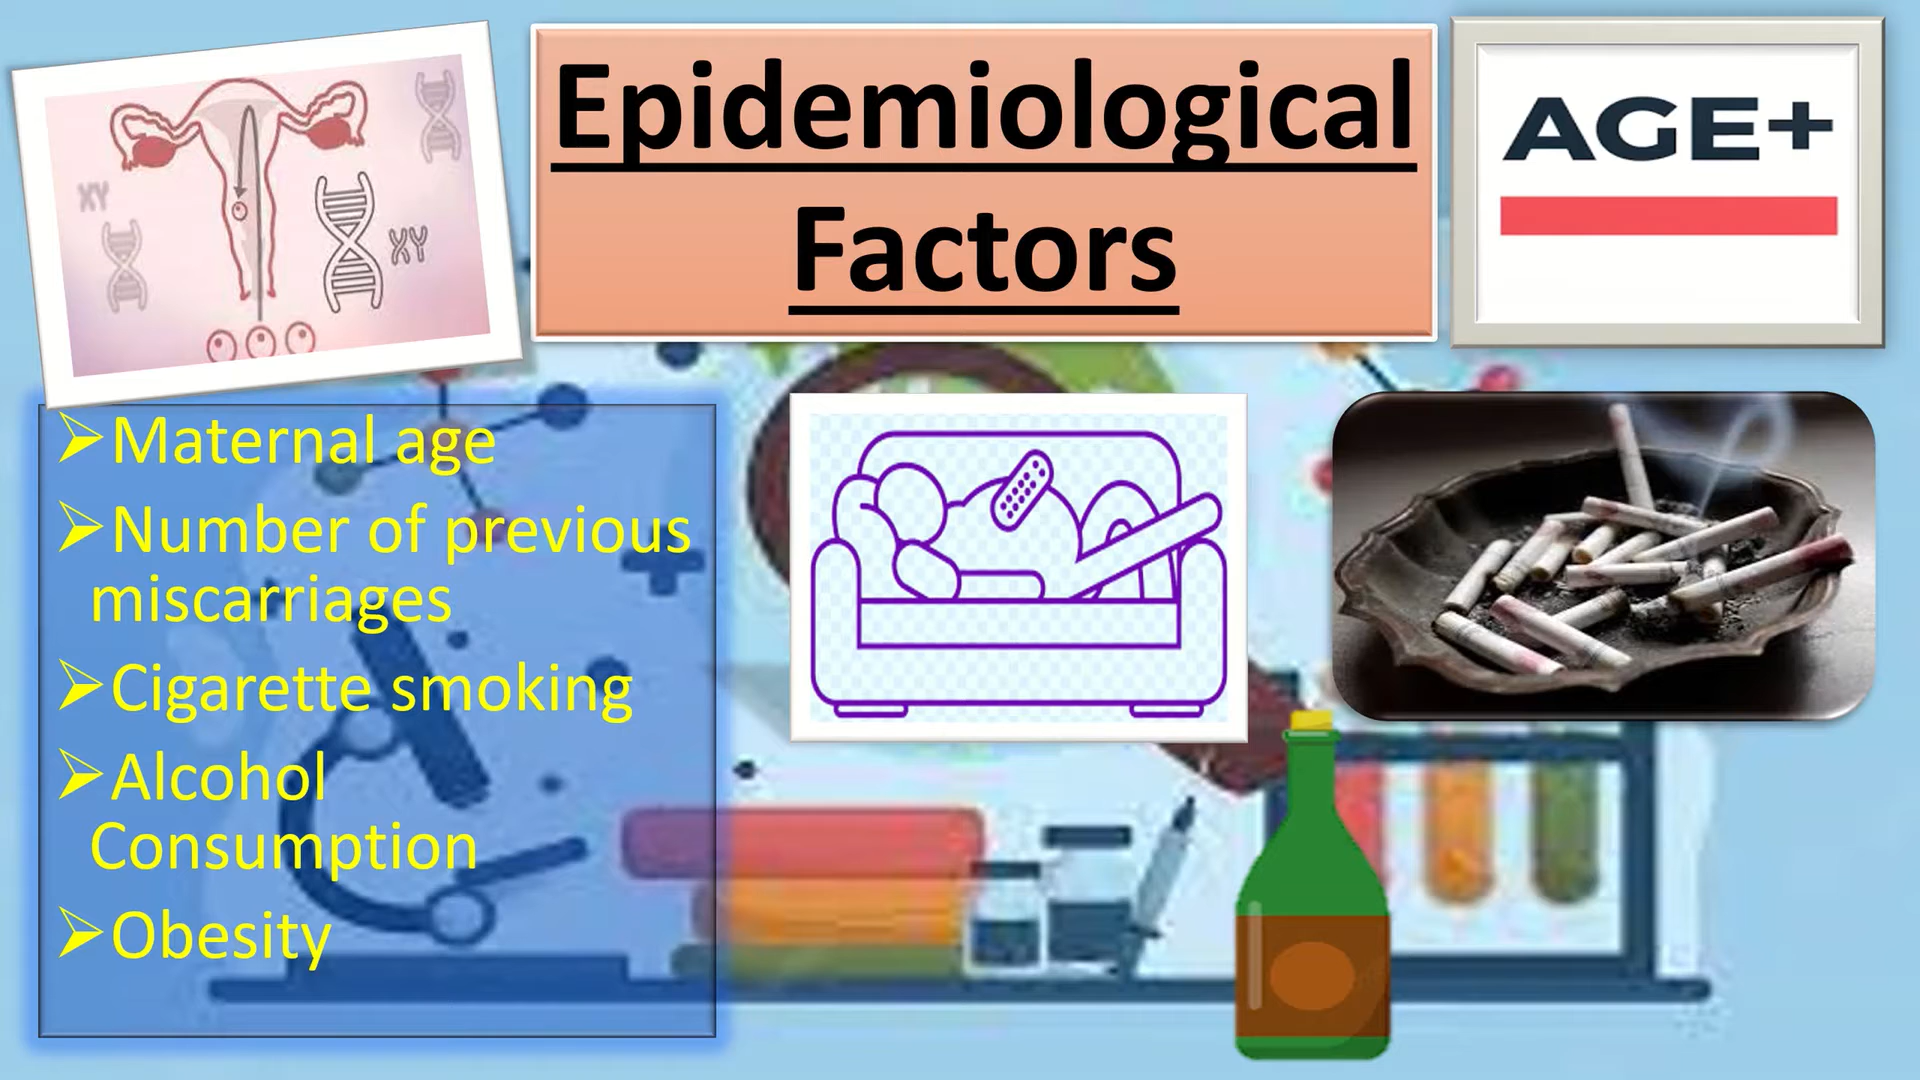 Epidemiological
Factors
AGE+
XY
XY
➢Maternal age
➢Number of previous
miscarriages
➢Cigarette smoking
➢Alcohol
Consumption
➢Obesity